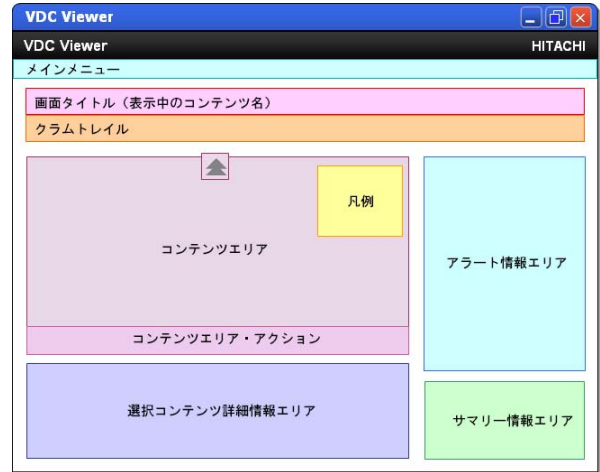 VDC Viewer
VDC Viewer HITACHI
メインメニュー
画面タイトル（表示中のコンテンツ名）
クラムトレイル
凡例
コンテンツエリア
アラート情報エリア
コンテンツエリア・アクション
選択コンテンツ詳細情報エリア
サマリー情報エリア